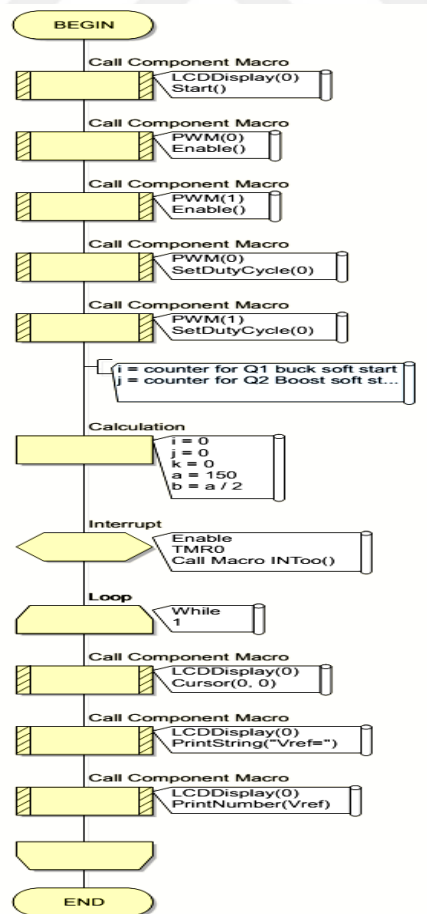 BEGIN
Call Component Macro
LCDDisplay(0)
Start()
Call Component Macro
PWM(0)
Enable()
Call Component Macro
PWM(1)
Enable()
Call Component Macro
PWM(0)
SetDutyCycle(0)
Call Component Macro
PWM(1)
SetDutyCycle(0)
i = counter for Q1 buck soft start
j = counter for Q2 Boost soft st...
Calculation
i = 0
j = 0
k = 0
a = 150
b = a / 2
Interrupt
Enable
TMR0
Call Macro INToo()
Loop
While
1
Call Component Macro
LCDDisplay(0)
Cursor(0, 0)
Call Component Macro
LCDDisplay(0)
PrintString("Vref=")
Call Component Macro
LCDDisplay(0)
PrintNumber(Vref)
END